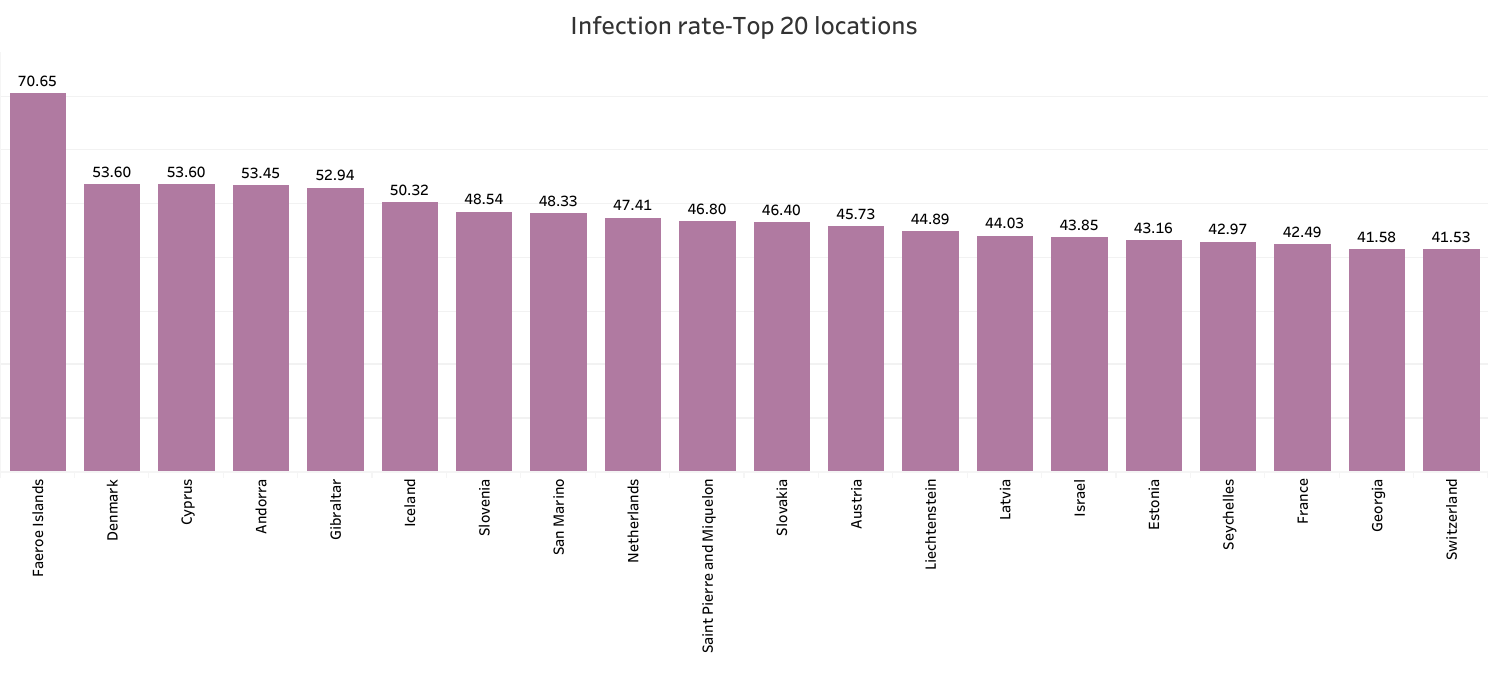 Infection rate-Top 20 locations
70.65
53.60
53.60
53.45
52.94
50.32
48.54
48.33
47.41
46.80
46.40
45.73
44.89
44.03
43.85
43.16
42.97
42.49
41.58
41.53
Faeroe Islands
Denmark
Cyprus
Andorra
Gibraltar
Iceland
Slovenia
San Marino
Netherlands
Saint Pierre and Miquelon
Slovakia
Austria
Liechtenstein
Latvia
Israel
Estonia
Seychelles
France
Georgia
Switzerland